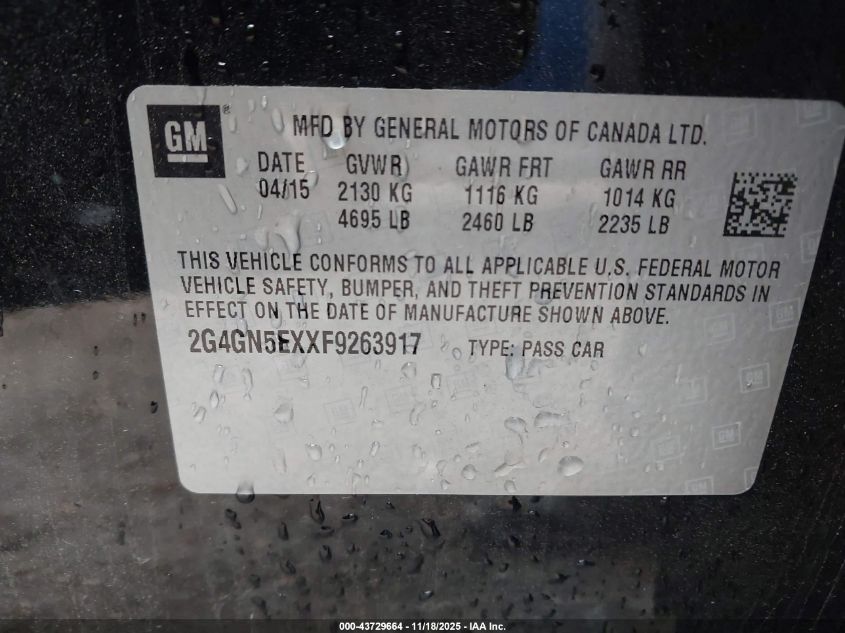 GM ®
MFD BY GENERAL MOTORS OF CANADA LTD.
DATE GVWR GAWR FRT GAWR RR
04/15 2130 KG 1116 KG 1014 KG
4695 LB 2460 LB 2235 LB
THIS VEHICLE CONFORMS TO ALL APPLICABLE U.S. FEDERAL MOTOR
VEHICLE SAFETY, BUMPER, AND THEFT PREVENTION STANDARDS IN
EFFECT ON THE DATE OF MANUFACTURE SHOWN ABOVE.
2G4GN5EXXF9263917 TYPE: PASS CAR
000-43729664 - 11/18/2025 - IAA Inc.